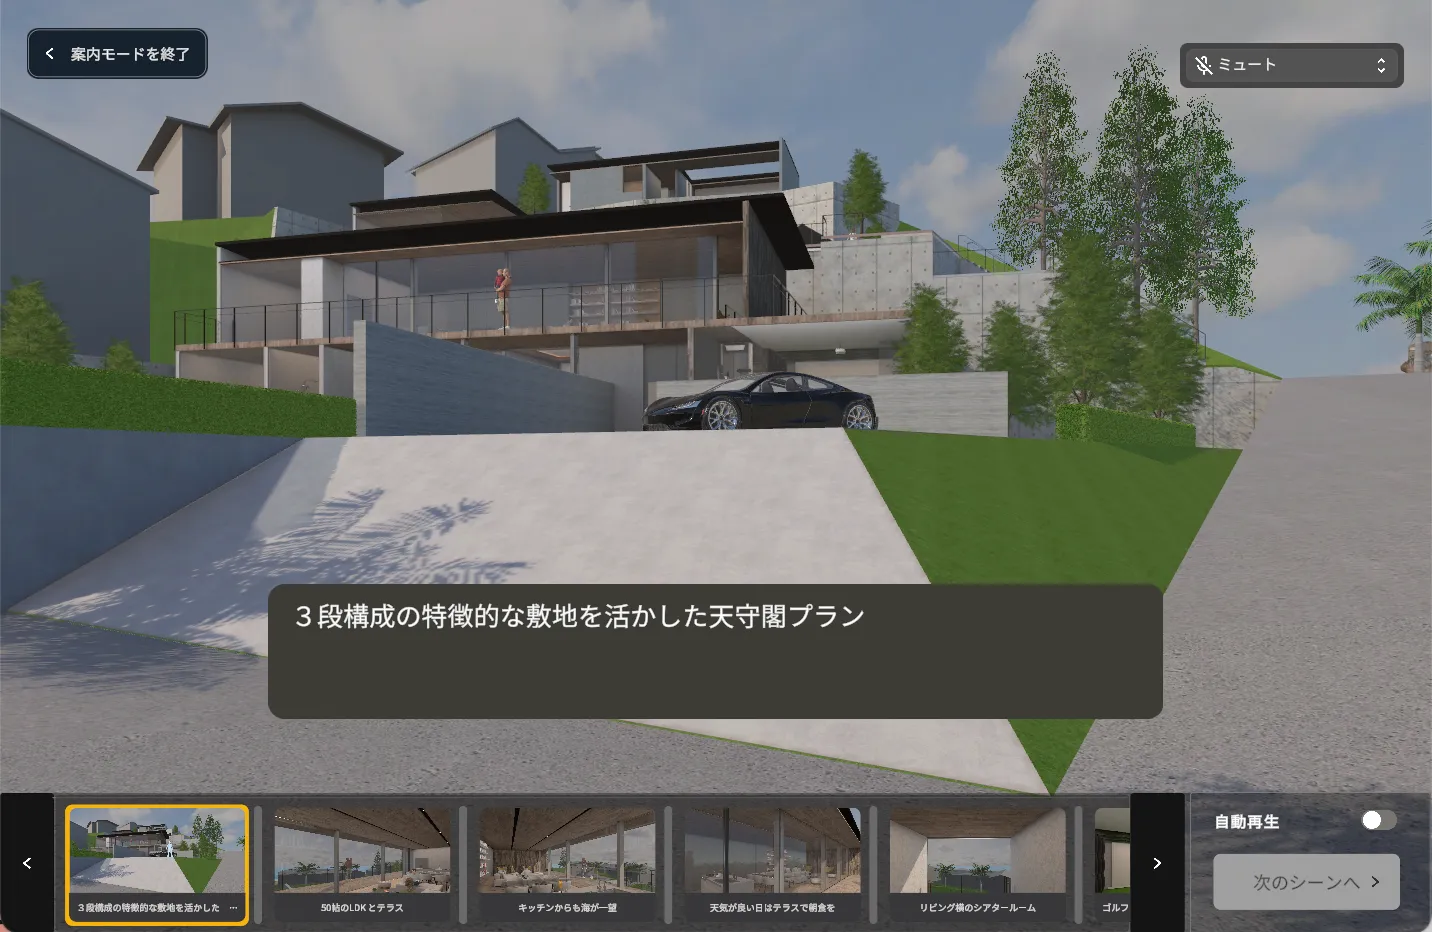 案内モードを終了
ミュート
３段構成の特徴的な敷地を活かした天守閣プラン
自動再生
次のシーンへ
３段構成の特徴的な敷地を活かした …
50帖のLDKとテラス
キッチンからも海が一望
天気が良い日はテラスで朝食を
リビング横のシアタールーム
ゴルフ